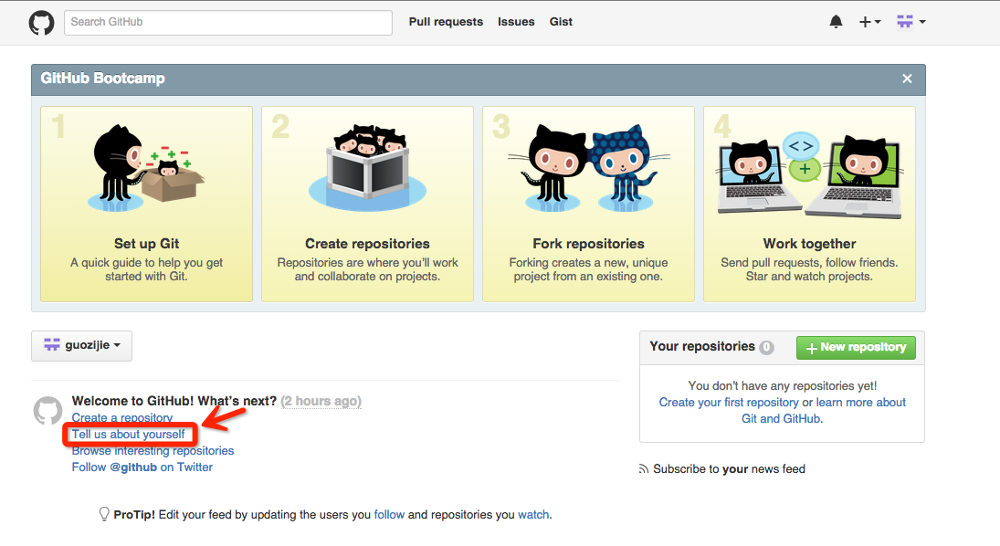 Search GitHub
Pull requests Issues Gist
GitHub Bootcamp
1
Set up Git
A quick guide to help you get
started with Git.
2
Create repositories
Repositories are where you'll work
and collaborate on projects.
3
Fork repositories
Forking creates a new, unique
project from an existing one.
4
Work together
Send pull requests, follow friends.
Star and watch projects.
guozijie
Welcome to GitHub! What's next? (2 hours ago)
Create a repository
Tell us about yourself
Browse interesting repositories
Follow @github on Twitter
ProTip! Edit your feed by updating the users you follow and repositories you watch.
Your repositories 0
New repository
You don't have any repositories yet!
Create your first repository or learn more about
Git and GitHub.
Subscribe to your news feed